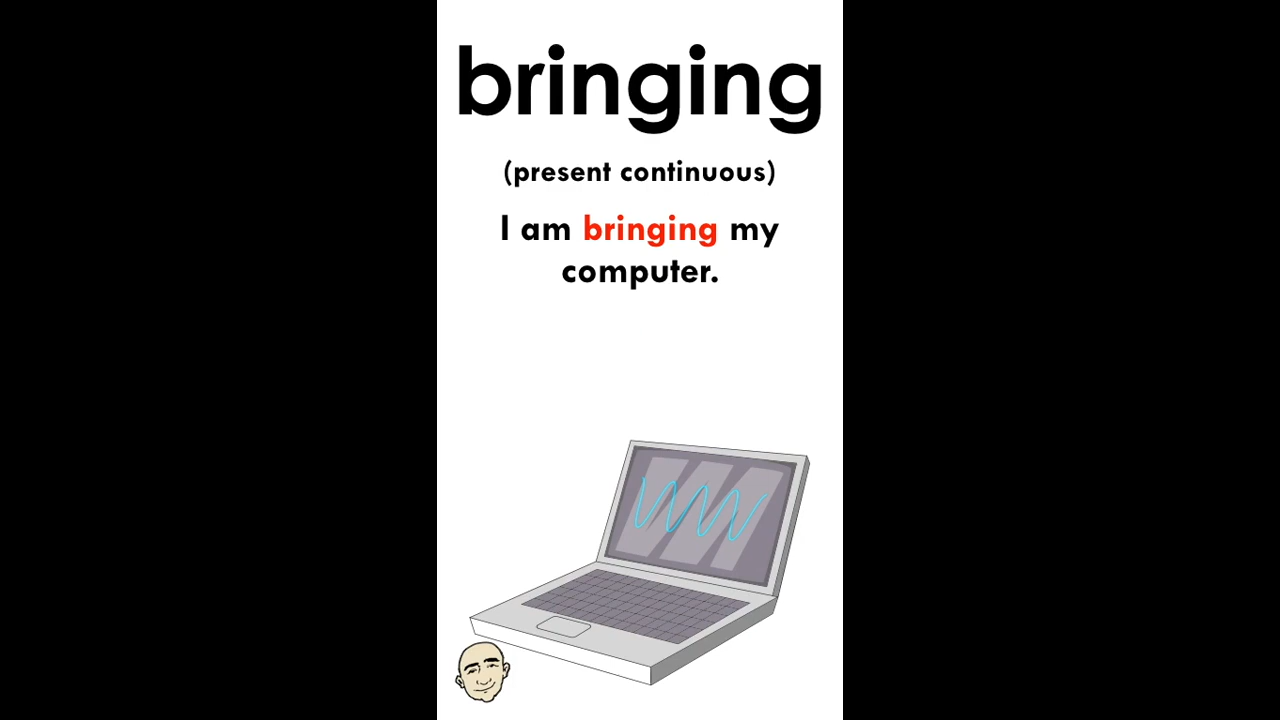 bringing
(present continuous)
I am bringing my
computer.